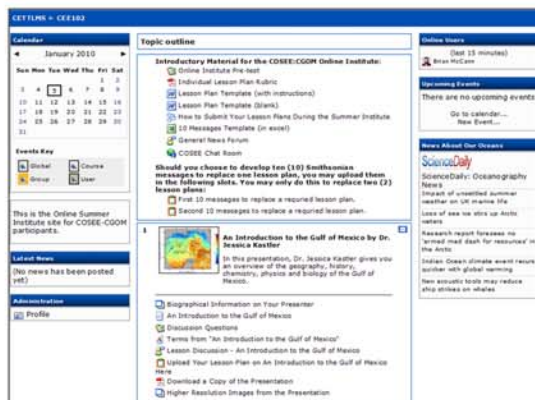 CETTLMS ► CEE102
Calendar
◄ January 2010 ►
Sun Mon Tue Wed Thu Fri Sat
1 2
3 4 5 6 7 8 9
10 11 12 13 14 15 16
17 18 19 20 21 22 23
24 25 26 27 28 29 30
31
Events Key
Global Course
Group User
This is the Online Summer
Institute site for COSEE-CGOM
participants.
Latest News
(No news has been posted
yet)
Administration
Profile
Topic outline
Introductory Material for the COSEE:CGOM Online Institute:
Online Institute Pre-test
Individual Lesson Plan Rubric
Lesson Plan Template (with instructions)
Lesson Plan Template (blank)
How to Submit Your Lesson Plans During the Summer Institute
10 Messages Template (in excel)
General News Forum
COSEE Chat Room
Should you choose to develop ten (10) Smithsonian
messages to replace one lesson plan, you may upload them
in the following slots. You may only do this to replace two (2)
lesson plans:
First 10 messages to replace a required lesson plan.
Second 10 messages to replace a required lesson plan.
1
An Introduction to the Gulf of Mexico by Dr.
Jessica Kastler
In this presentation, Dr. Jessica Kastler gives you
an overview of the geography, history,
chemistry, physics and biology of the Gulf of
Mexico.
Biographical Information on Your Presenter
An Introduction to the Gulf of Mexico
Discussion Questions
Terms from "An Introduction to the Gulf of Mexico"
Lesson Discussion - An Introduction to the Gulf of Mexico
Upload Your Lesson Plan on An Introduction to the Gulf of Mexico
Here
Download a Copy of the Presentation
Higher Resolution Images from the Presentation
Online Users
(last 15 minutes)
Brian McCann
Upcoming Events
There are no upcoming events
Go to calendar...
New Event...
News About Our Oceans
ScienceDaily
ScienceDaily: Oceanography
News
Impact of unsettled summer
weather on UK marine life
Loss of sea ice stirs up Arctic
waters
Research report foresees no
'armed mad dash for resources' in
the Arctic
Indian Ocean climate event recurs
quicker with global warming
New acoustic tools may reduce
ship strikes on whales